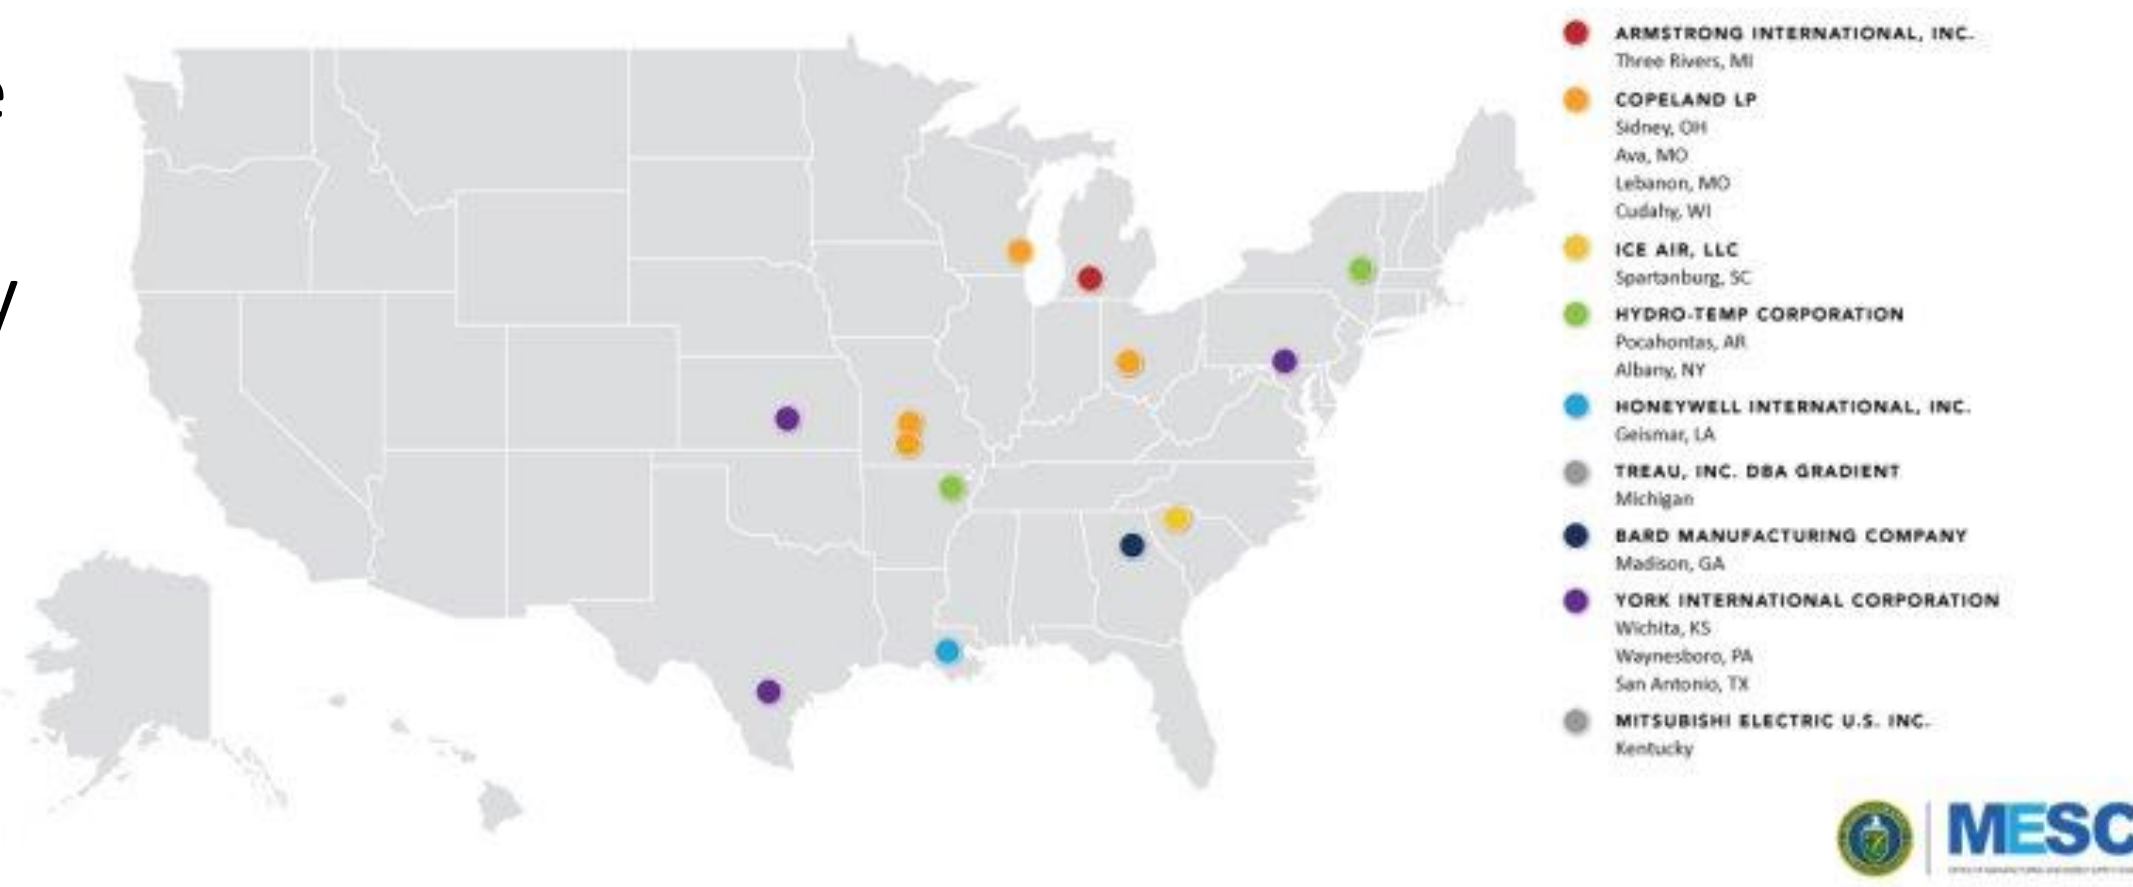 e
y
ARMSTRONG INTERNATIONAL, INC.
Three Rivers, MI
COPELAND LP
Sidney, OH
Ava, MO
Lebanon, MO
Cudahy, WI
ICE AIR, LLC
Spartanburg, SC
HYDRO-TEMP CORPORATION
Pocahontas, AR
Albany, NY
HONEYWELL INTERNATIONAL, INC.
Geismar, LA
TREAU, INC. DBA GRADIENT
Michigan
BARD MANUFACTURING COMPANY
Madison, GA
YORK INTERNATIONAL CORPORATION
Wichita, KS
Waynesboro, PA
San Antonio, TX
MITSUBISHI ELECTRIC U.S. INC.
Kentucky
MESC